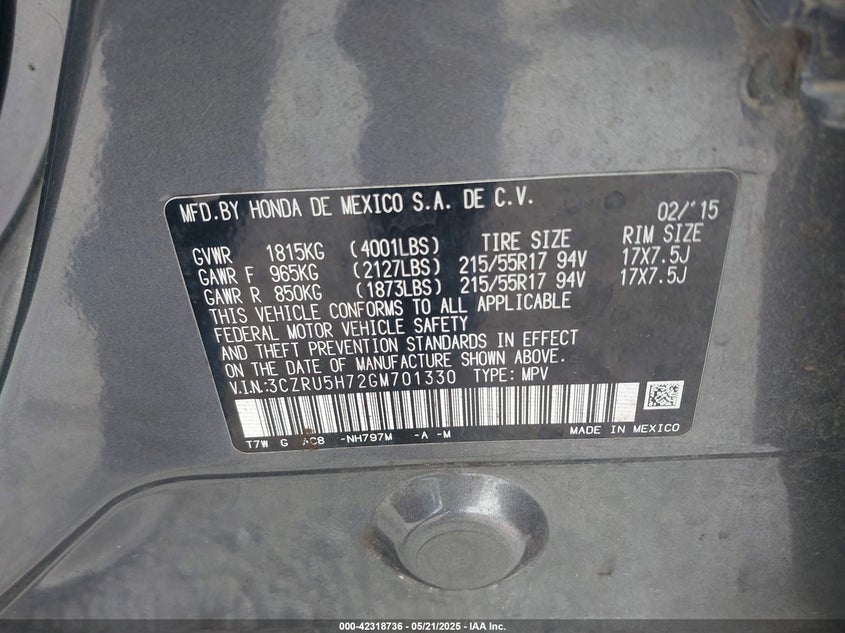 MFD.BY HONDA DE MEXICO S.A. DE C.V. 02/'15
GVWR 1815KG (4001LBS) TIRE SIZE RIM SIZE
GAWR F 965KG (2127LBS) 215/55R17 94V 17X7.5J
GAWR R 850KG (1873LBS) 215/55R17 94V 17X7.5J
THIS VEHICLE CONFORMS TO ALL APPLICABLE
FEDERAL MOTOR VEHICLE SAFETY
AND THEFT PREVENTION STANDARDS IN EFFECT
ON THE DATE OF MANUFACTURE SHOWN ABOVE.
V.IN:3CZRU5H72GM701330 TYPE: MPV
T7W G AC8 -NH797M -A -M MADE IN MEXICO
000-42318736 - 05/21/2025 - IAA Inc.